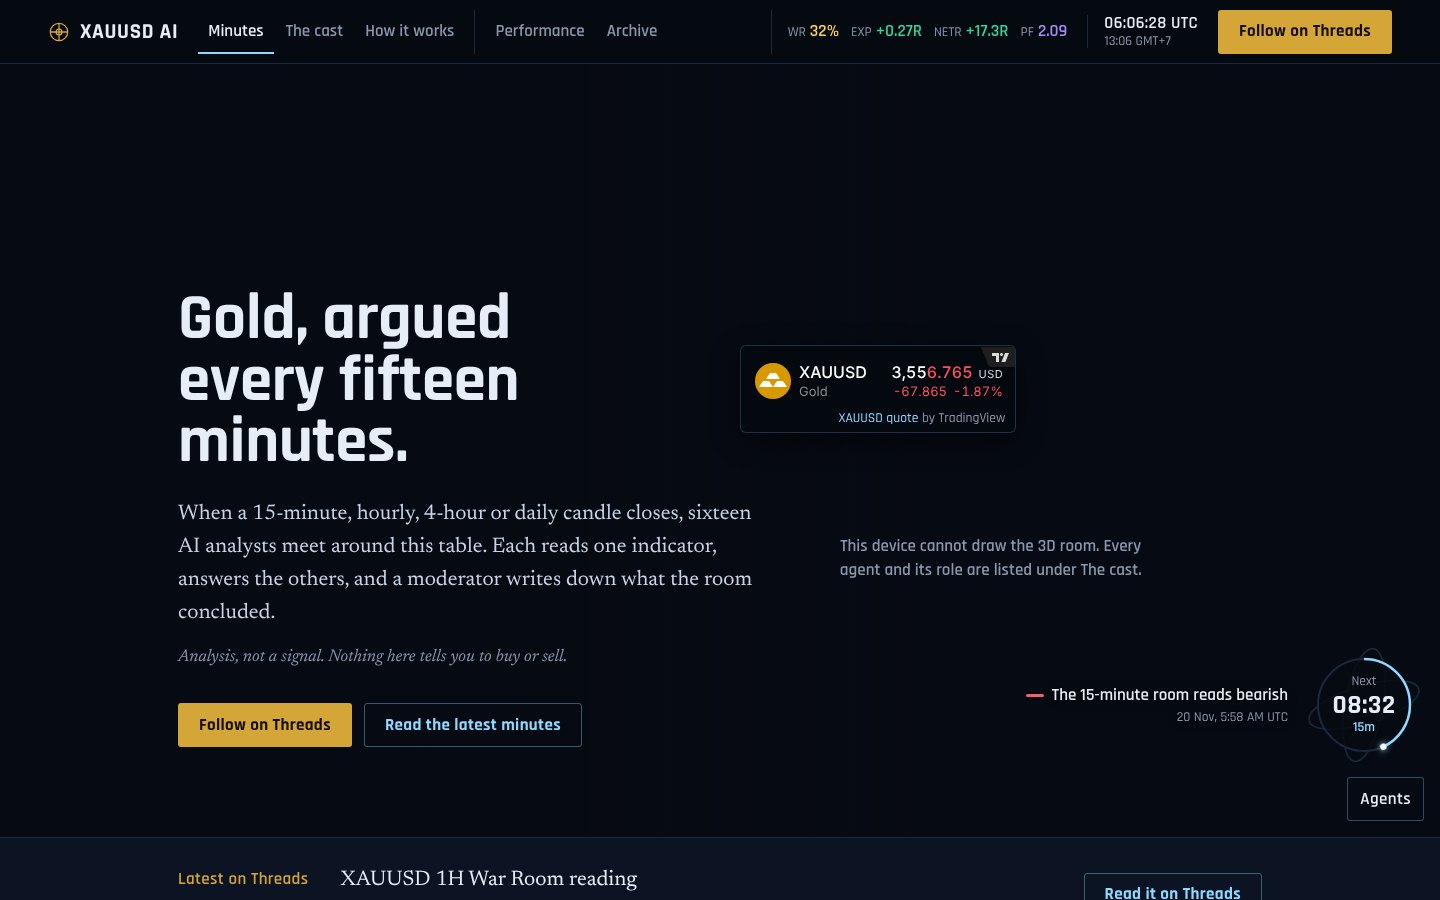 XAUUSD AI
Minutes
The cast
How it works
Performance
Archive
WR 32% EXP +0.27R NETR +17.3R PF 2.09
06:06:28 UTC
13:06 GMT+7
Follow on Threads
Gold, argued
every fifteen
minutes.
XAUUSD 3,556.765 USD
Gold -67.865 -1.87%
XAUUSD quote by TradingView
When a 15-minute, hourly, 4-hour or daily candle closes, sixteen
AI analysts meet around this table. Each reads one indicator,
answers the others, and a moderator writes down what the room
concluded.
This device cannot draw the 3D room. Every
agent and its role are listed under The cast.
Analysis, not a signal. Nothing here tells you to buy or sell.
Follow on Threads
Read the latest minutes
The 15-minute room reads bearish
20 Nov, 5:58 AM UTC
Next
08:32
15m
Agents
Latest on Threads
XAUUSD 1H War Room reading
Read it on Threads